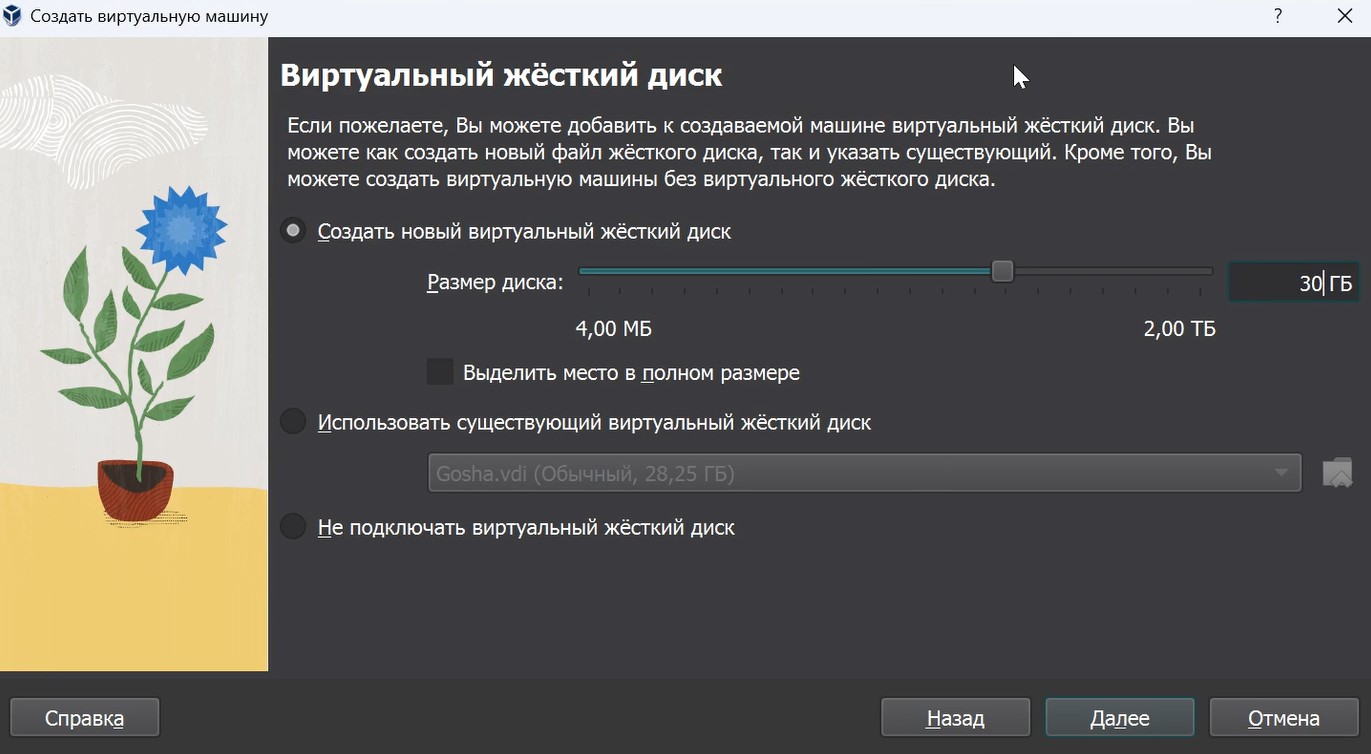 Создать виртуальную машину
?
Виртуальный жёсткий диск
Если пожелаете, Вы можете добавить к создаваемой машине виртуальный жёсткий диск. Вы
можете как создать новый файл жёсткого диска, так и указать существующий. Кроме того, Вы
можете создать виртуальную машины без виртуального жёсткого диска.
Создать новый виртуальный жёсткий диск
Размер диска:
30 ГБ
4,00 МБ
2,00 ТБ
Выделить место в полном размере
Использовать существующий виртуальный жёсткий диск
Gosha.vdi (Обычный, 28,25 ГБ)
Не подключать виртуальный жёсткий диск
Справка
Назад
Далее
Отмена